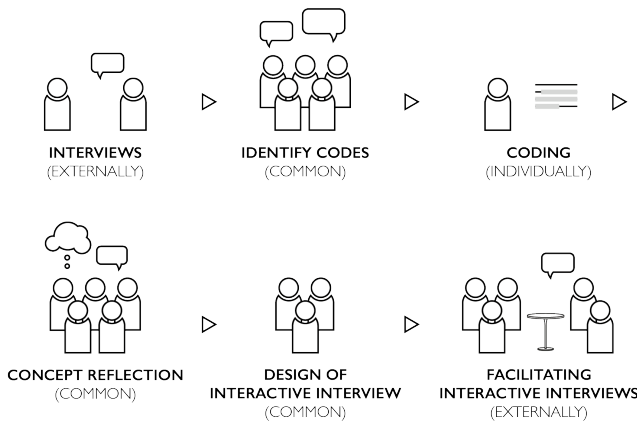 INTERVIEWS
(EXTERNALLY)
IDENTIFY CODES
(COMMON)
CODING
(INDIVIDUALLY)
CONCEPT REFLECTION
(COMMON)
DESIGN OF
INTERACTIVE INTERVIEW
(COMMON)
FACILITATING
INTERACTIVE INTERVIEWS
(EXTERNALLY)